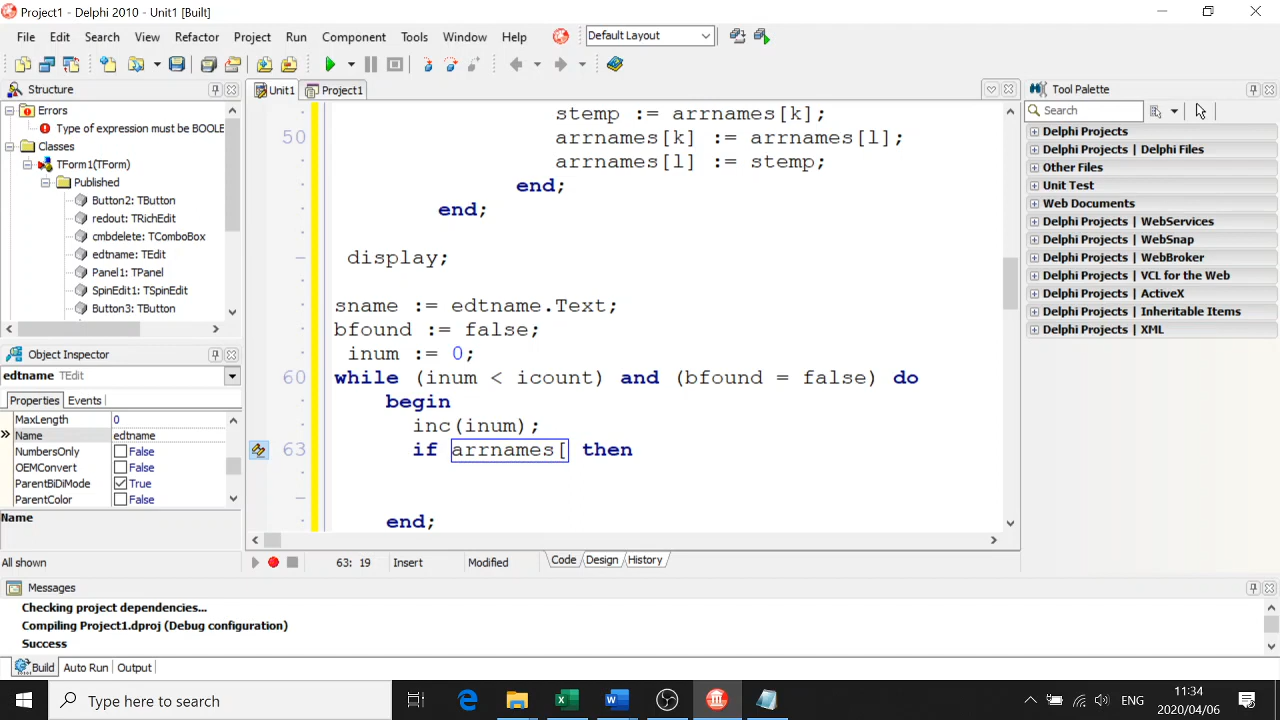 Project1 - Delphi 2010 - Unit1 [Built]
File Edit Search View Refactor Project Run Component Tools Window Help
Default Layout
Structure
Errors
Type of expression must be BOOLE
Classes
TForm1(TForm)
Published
Button2: TButton
redout: TRichEdit
cmbdelete: TComboBox
edtname: TEdit
Panel1: TPanel
SpinEdit1: TSpinEdit
Button3: TButton
Object Inspector
edtname TEdit
Properties Events
MaxLength 0
Name edtname
NumbersOnly False
OEMConvert False
ParentBiDiMode True
ParentColor False
Name
All shown
Unit1 Project1
stemp := arrnames[k];
50 arrnames[k] := arrnames[l];
arrnames[l] := stemp;
end;
end;
display;
sname := edtname.Text;
bfound := false;
inum := 0;
60 while (inum < icount) and (bfound = false) do
begin
inc(inum);
63 if arrnames[ then
end;
63: 19 Insert Modified Code Design History
Tool Palette
Search
Delphi Projects
Delphi Projects | Delphi Files
Other Files
Unit Test
Web Documents
Delphi Projects | WebServices
Delphi Projects | WebSnap
Delphi Projects | WebBroker
Delphi Projects | VCL for the Web
Delphi Projects | ActiveX
Delphi Projects | Inheritable Items
Delphi Projects | XML
Messages
Checking project dependencies...
Compiling Project1.dproj (Debug configuration)
Success
Build Auto Run Output
Type here to search
ENG
11:34
2020/04/06